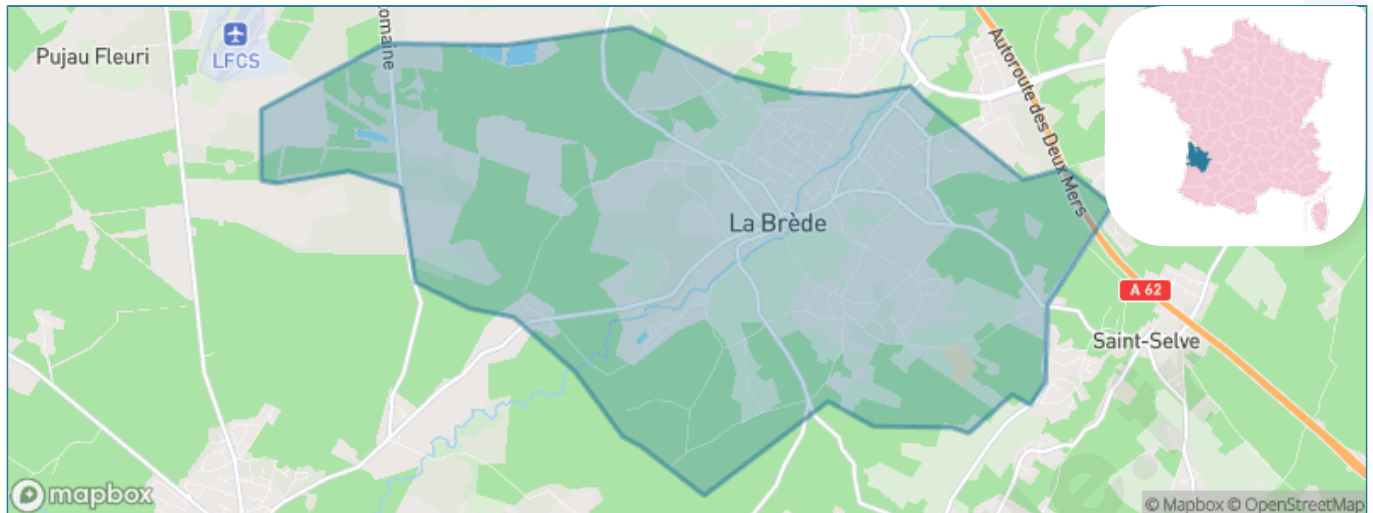 Pujau Fleuri
LFCS
omaine
Autoroute des Deux Mers
La Brède
A 62
Saint-Selve
mapbox
© Mapbox © OpenStreetMap